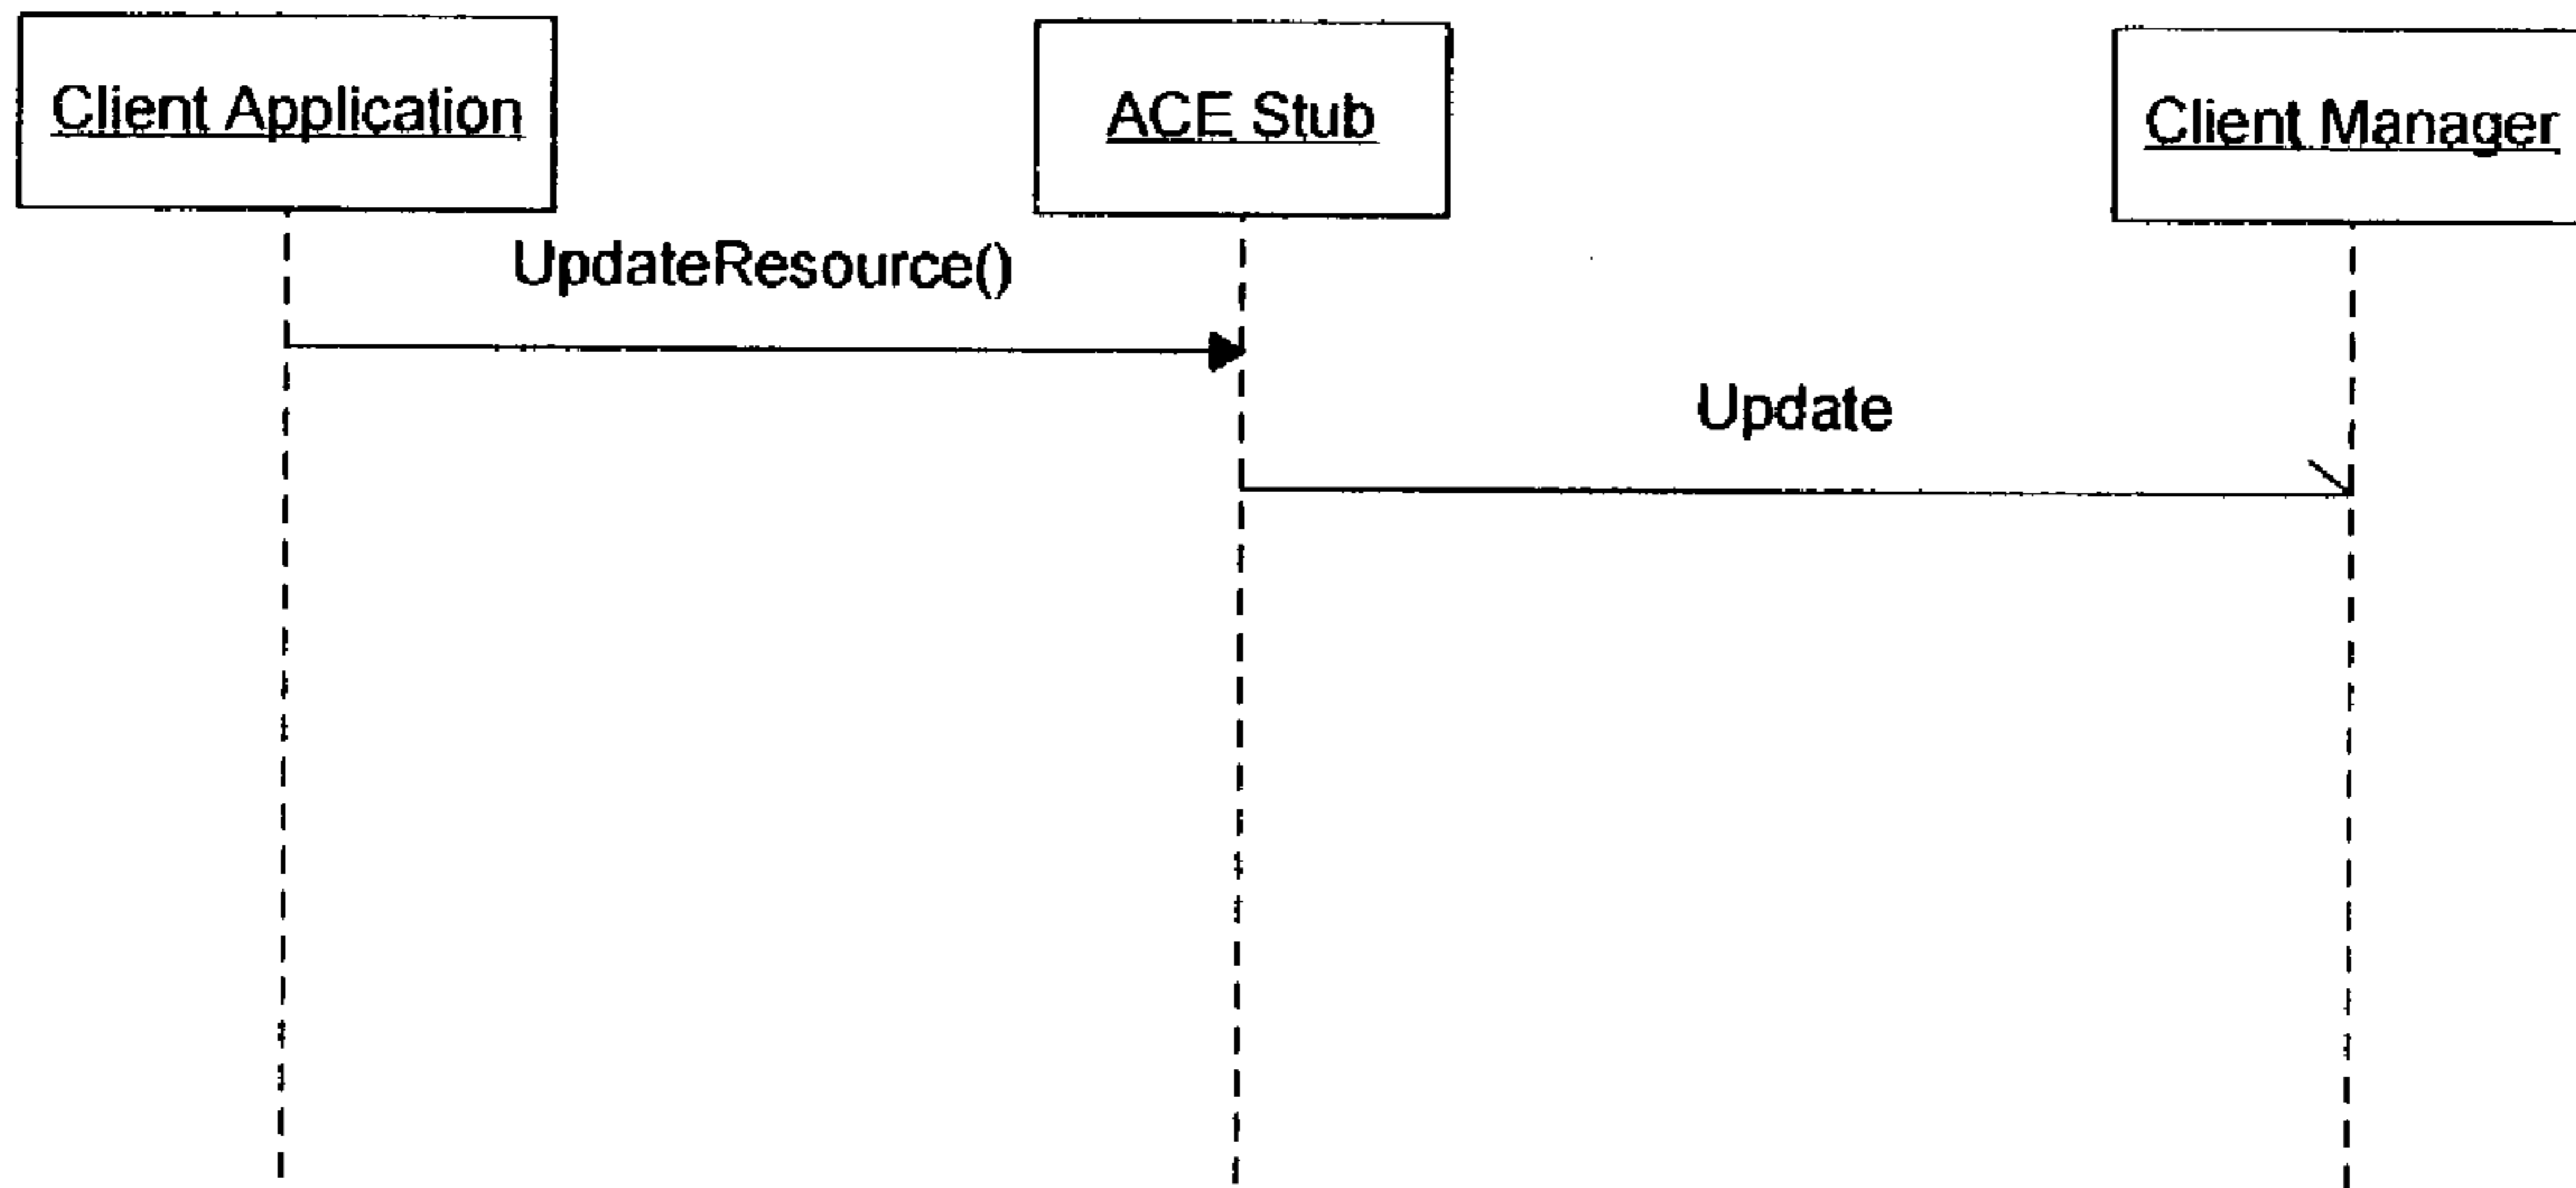 Client Application
ACE Stub
Client Manager
UpdateResource()
Update